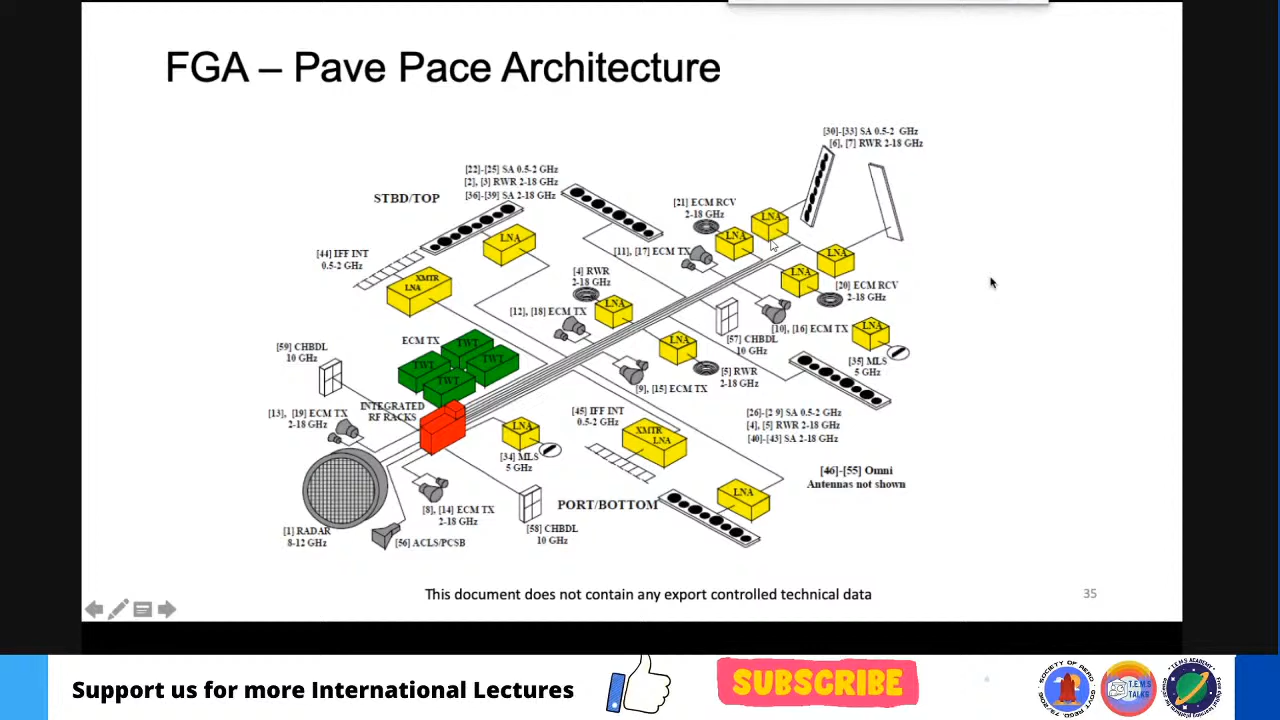 FGA – Pave Pace Architecture
[30]-[33] SA 0.5-2 GHz
[6], [7] RWR 2-18 GHz
[22]-[25] SA 0.5-2 GHz
[2], [3] RWR 2-18 GHz
[36]-[39] SA 2-18 GHz
STBD/TOP
[21] ECM RCV
2-18 GHz
LNA
LNA
LNA
[44] IFF INT
0.5-2 GHz
[11], [17] ECM TX
LNA
LNA
XMTR
LNA
[4] RWR
2-18 GHz
[20] ECM RCV
2-18 GHz
[12], [18] ECM TX
LNA
[10], [16] ECM TX
LNA
[57] CHBDL
10 GHz
ECM TX
TWT
TWT
TWT
TWT
LNA
[35] MLS
5 GHz
[59] CHBDL
10 GHz
[5] RWR
2-18 GHz
[9], [15] ECM TX
INTEGRATED
RF RACKS
[13], [19] ECM TX
2-18 GHz
[45] IFF INT
0.5-2 GHz
[26]-[2 9] SA 0.5-2 GHz
[4], [5] RWR 2-18 GHz
[40]-[43] SA 2-18 GHz
LNA
XMTR
LNA
[34] MLS
5 GHz
[46]-[55] Omni
Antennas not shown
LNA
PORT/BOTTOM
[8], [14] ECM TX
2-18 GHz
[1] RADAR
8-12 GHz
[56] ACLS/PCSB
[58] CHBDL
10 GHz
This document does not contain any export controlled technical data
35
Support us for more International Lectures
SUBSCRIBE
SOCIETY OF AERO
T.E.M.S
TALKS
T.E.M.S ACADEMY